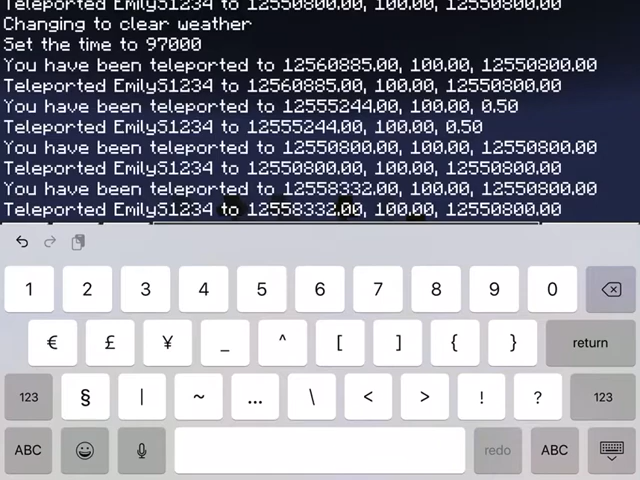 Teleported EmilyS1234 to 12550800.00, 100.00, 12550800.00
Changing to clear weather
Set the time to 97000
You have been teleported to 12560885.00, 100.00, 12550800.00
Teleported EmilyS1234 to 12560885.00, 100.00, 12550800.00
You have been teleported to 12555244.00, 100.00, 0.50
Teleported EmilyS1234 to 12555244.00, 100.00, 0.50
You have been teleported to 12550800.00, 100.00, 12550800.00
Teleported EmilyS1234 to 12550800.00, 100.00, 12550800.00
You have been teleported to 12558332.00, 100.00, 12550800.00
Teleported EmilyS1234 to 12558332.00, 100.00, 12550800.00
1 2 3 4 5 6 7 8 9 0
€ £ ¥ _ ^ [ ] { } return
123 § | ~ ... \ < > ! ? 123
ABC redo ABC